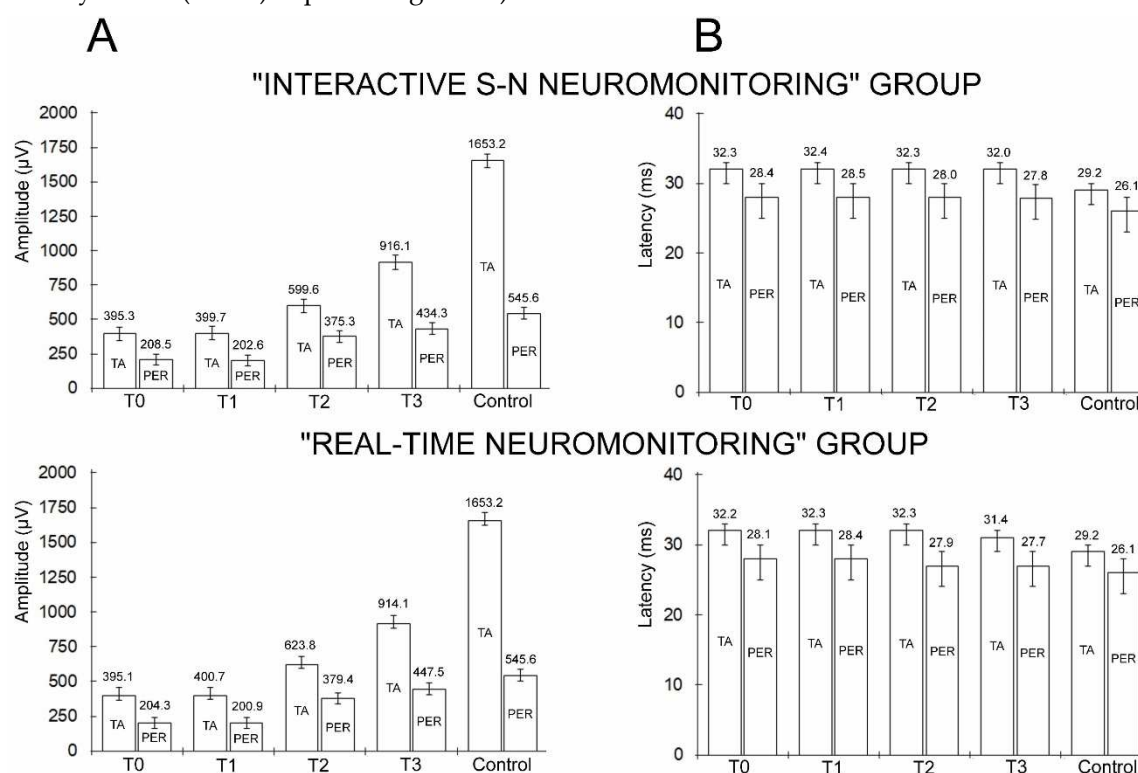 A
B
"INTERACTIVE S-N NEUROMONITORING" GROUP
Amplitude (µV)
2000
1750
1500
1250
1000
750
500
250
0
395.3
208.5
399.7
202.6
599.6
375.3
916.1
434.3
1653.2
545.6
TA
PER
TA
PER
TA
PER
TA
PER
TA
PER
T0
T1
T2
T3
Control
Latency (ms)
40
30
20
10
0
32.3
28.4
32.4
28.5
32.3
28.0
32.0
27.8
29.2
26.1
TA
PER
TA
PER
TA
PER
TA
PER
TA
PER
T0
T1
T2
T3
Control
"REAL-TIME NEUROMONITORING" GROUP
Amplitude (µV)
2000
1750
1500
1250
1000
750
500
250
0
395.1
204.3
400.7
200.9
623.8
379.4
914.1
447.5
1653.2
545.6
TA
PER
TA
PER
TA
PER
TA
PER
TA
PER
T0
T1
T2
T3
Control
Latency (ms)
40
30
20
10
0
32.2
28.1
32.3
28.4
32.3
27.9
31.4
27.7
29.2
26.1
TA
PER
TA
PER
TA
PER
TA
PER
TA
PER
T0
T1
T2
T3
Control